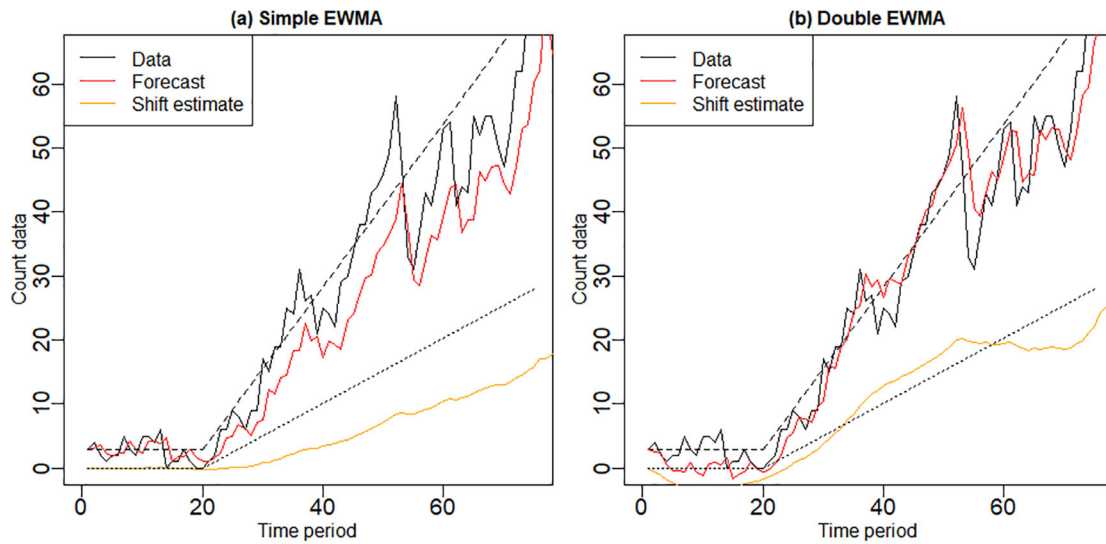 (a) Simple EWMA
Data
Forecast
Shift estimate
Count data
60
50
40
30
20
10
0
0 20 40 60
Time period
(b) Double EWMA
Data
Forecast
Shift estimate
Count data
60
50
40
30
20
10
0
0 20 40 60
Time period